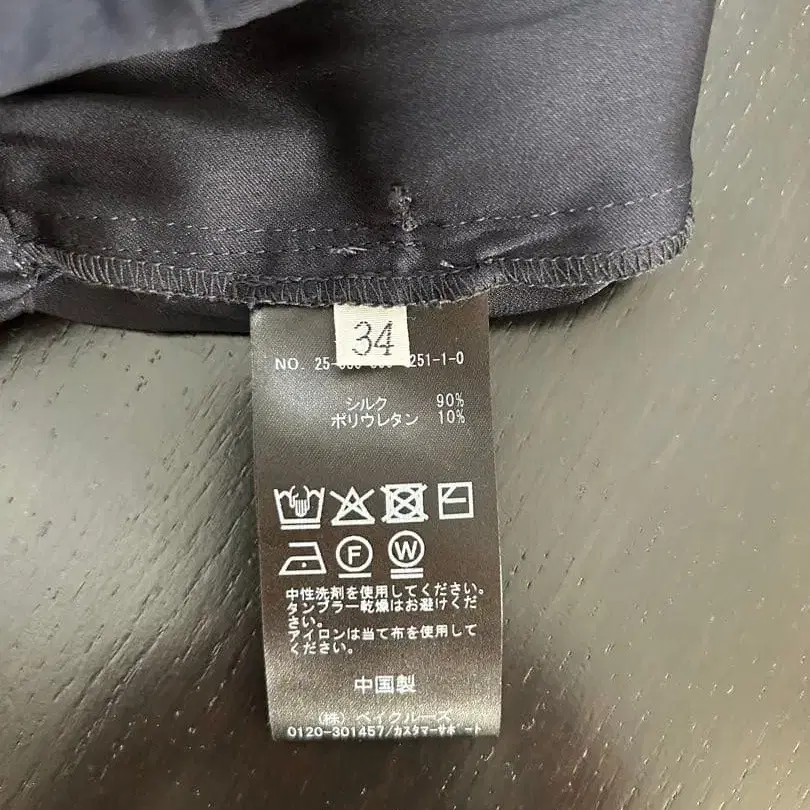 34
NO. 25- 251-1-0
シルク 90%
ポリウレタン 10%
F W
中性洗剤を使用してください。
タンブラー乾燥はお避けくだ
さい。
アイロンは当て布を使用して
ください。
中国製
(株) ベイクルーズ
0120-301457/カスタマーサポート